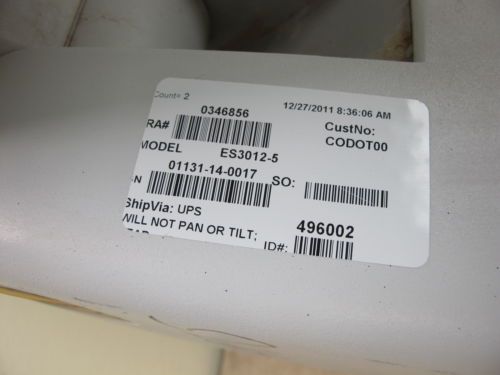 Count= 2
12/27/2011 8:36:06 AM
0346856
RA#
CustNo:
CODOT00
MODEL ES3012-5
01131-14-0017
SN
SO:
ShipVia: UPS
496002
WILL NOT PAN OR TILT;
ID#: